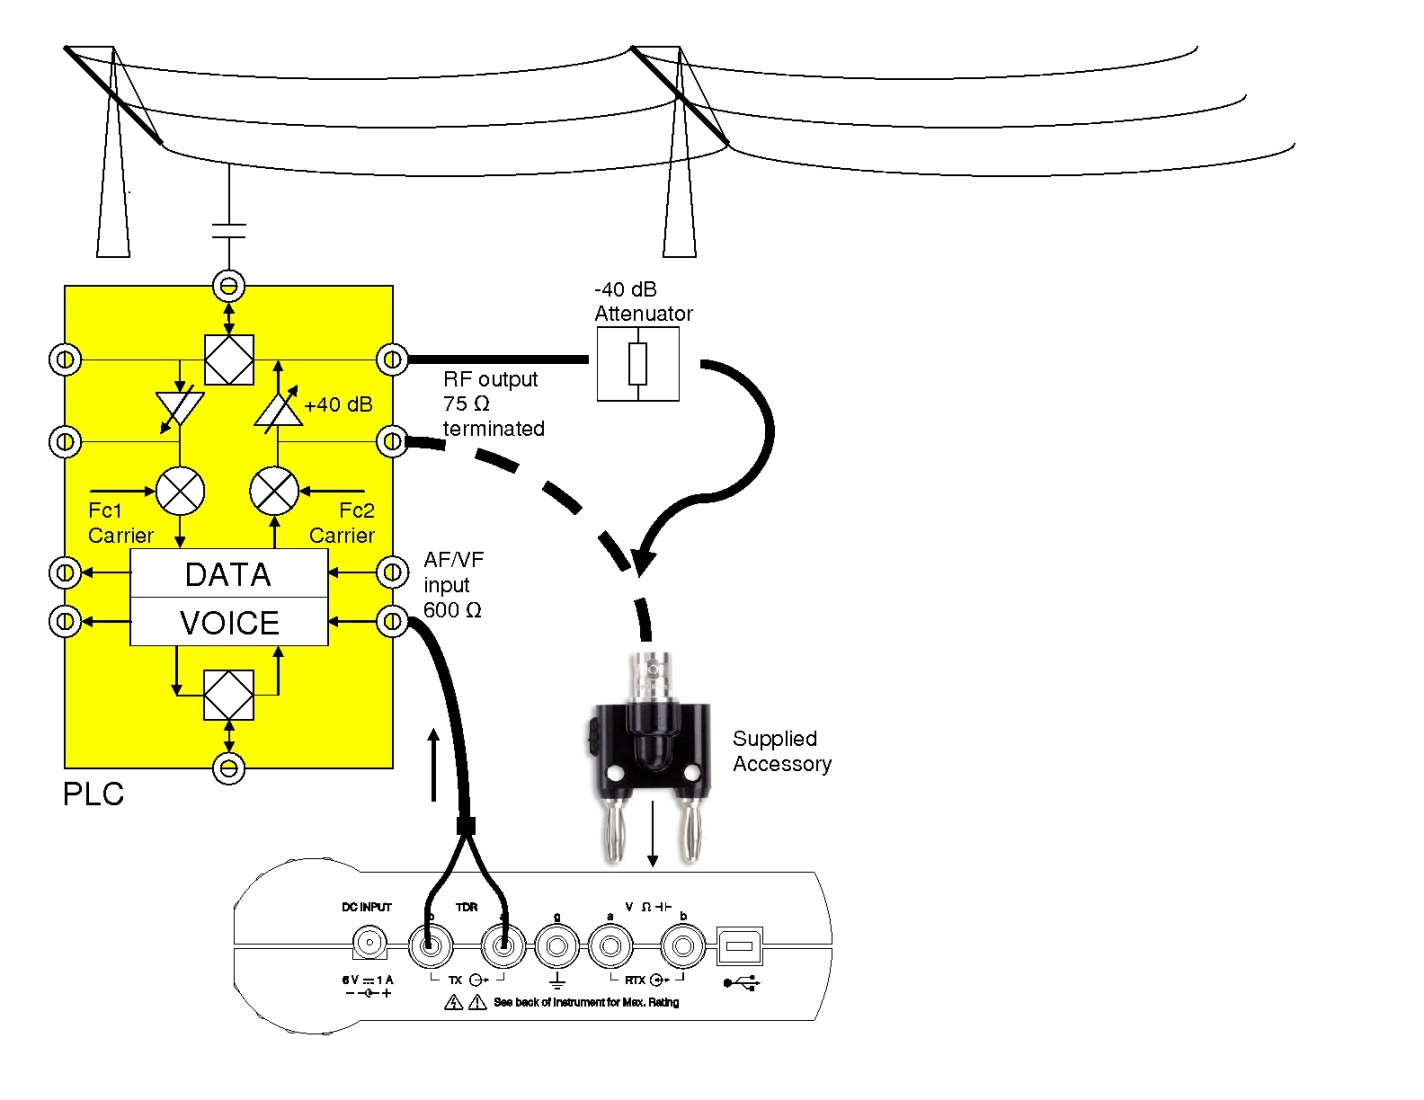 -40 dB
Attenuator
RF output
75 Ω
terminated
+40 dB
Fc1
Carrier
Fc2
Carrier
AF/VF
input
600 Ω
DATA
VOICE
PLC
Supplied
Accessory
DC INPUT
TDR
V Ω
b a g a b
6 V 1 A
TX
RTX
- +
See back of instrument for Max. Rating